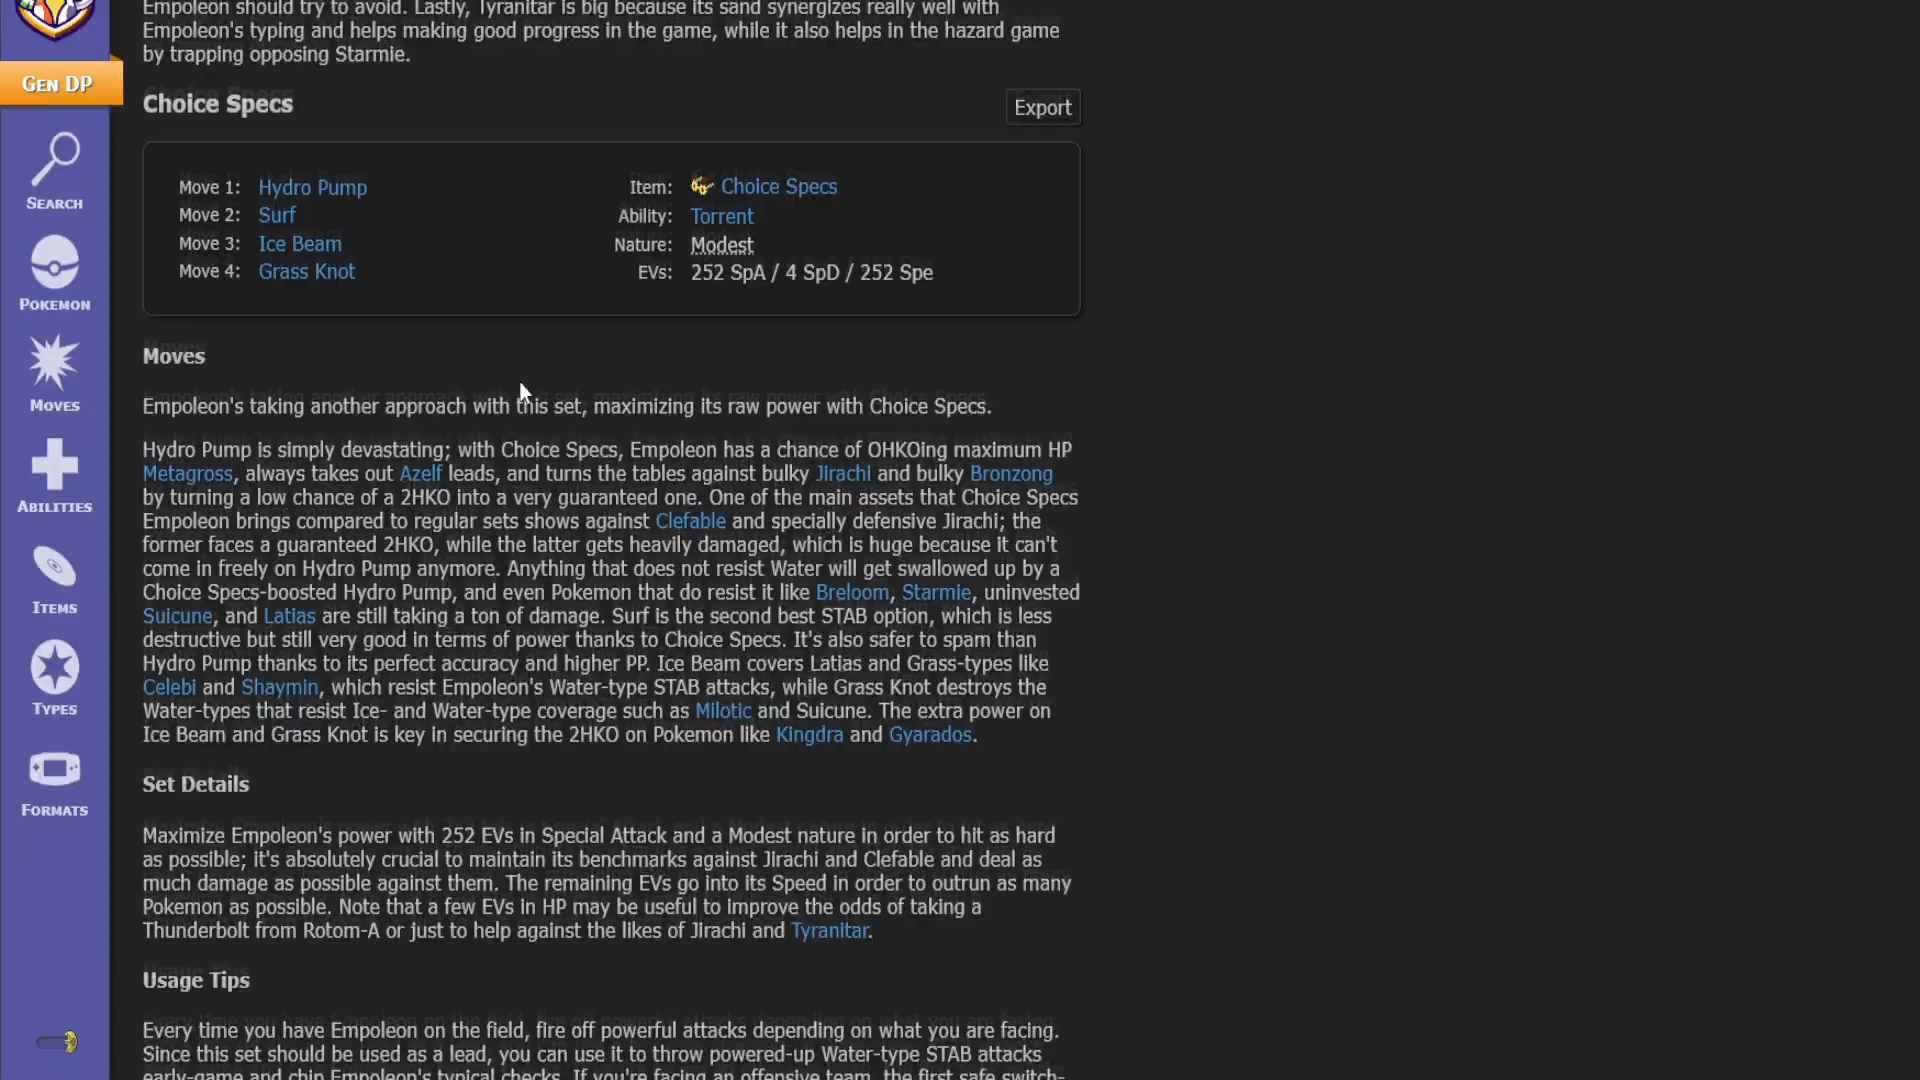 Empoleon should try to avoid. Lastly, Tyranitar is big because its sand synergizes really well with
Empoleon's typing and helps making good progress in the game, while it also helps in the hazard game
by trapping opposing Starmie.
GEN DP
Choice Specs
Export
Move 1: Hydro Pump
Move 2: Surf
Move 3: Ice Beam
Move 4: Grass Knot
Item: Choice Specs
Ability: Torrent
Nature: Modest
EVs: 252 SpA / 4 SpD / 252 Spe
SEARCH
POKEMON
MOVES
ABILITIES
ITEMS
TYPES
FORMATS
Moves
Empoleon's taking another approach with this set, maximizing its raw power with Choice Specs.
Hydro Pump is simply devastating; with Choice Specs, Empoleon has a chance of OHKOing maximum HP
Metagross, always takes out Azelf leads, and turns the tables against bulky Jirachi and bulky Bronzong
by turning a low chance of a 2HKO into a very guaranteed one. One of the main assets that Choice Specs
Empoleon brings compared to regular sets shows against Clefable and specially defensive Jirachi; the
former faces a guaranteed 2HKO, while the latter gets heavily damaged, which is huge because it can't
come in freely on Hydro Pump anymore. Anything that does not resist Water will get swallowed up by a
Choice Specs-boosted Hydro Pump, and even Pokemon that do resist it like Breloom, Starmie, uninvested
Suicune, and Latias are still taking a ton of damage. Surf is the second best STAB option, which is less
destructive but still very good in terms of power thanks to Choice Specs. It's also safer to spam than
Hydro Pump thanks to its perfect accuracy and higher PP. Ice Beam covers Latias and Grass-types like
Celebi and Shaymin, which resist Empoleon's Water-type STAB attacks, while Grass Knot destroys the
Water-types that resist Ice- and Water-type coverage such as Milotic and Suicune. The extra power on
Ice Beam and Grass Knot is key in securing the 2HKO on Pokemon like Kingdra and Gyarados.
Set Details
Maximize Empoleon's power with 252 EVs in Special Attack and a Modest nature in order to hit as hard
as possible; it's absolutely crucial to maintain its benchmarks against Jirachi and Clefable and deal as
much damage as possible against them. The remaining EVs go into its Speed in order to outrun as many
Pokemon as possible. Note that a few EVs in HP may be useful to improve the odds of taking a
Thunderbolt from Rotom-A or just to help against the likes of Jirachi and Tyranitar.
Usage Tips
Every time you have Empoleon on the field, fire off powerful attacks depending on what you are facing.
Since this set should be used as a lead, you can use it to throw powered-up Water-type STAB attacks
early-game and chip Empoleon's typical checks. If you're facing an offensive team, the first safe switch-